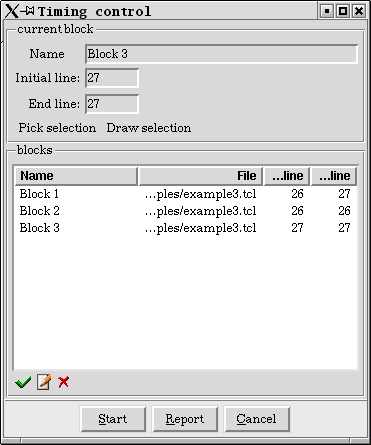 Timing control
current block
Name Block 3
Initial line: 27
End line: 27
Pick selection Draw selection
blocks
Name File ...line ...line
Block 1 ...ples/example3.tcl 26 27
Block 2 ...ples/example3.tcl 26 26
Block 3 ...ples/example3.tcl 27 27
Start Report Cancel